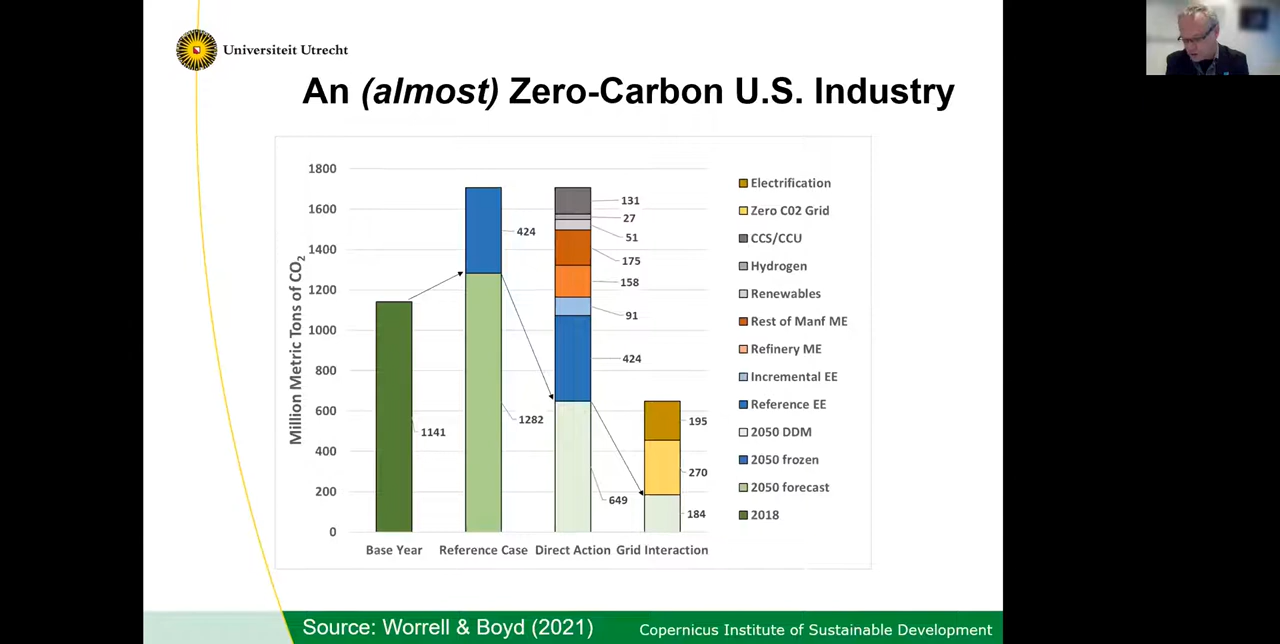 Universiteit Utrecht
An (almost) Zero-Carbon U.S. Industry
Million Metric Tons of CO2
1800
1600
1400
1200
1000
800
600
400
200
0
1141
424
1282
131
27
51
175
158
91
424
649
195
270
184
Base Year
Reference Case
Direct Action
Grid Interaction
Electrification
Zero C02 Grid
CCS/CCU
Hydrogen
Renewables
Rest of Manf ME
Refinery ME
Incremental EE
Reference EE
2050 DDM
2050 frozen
2050 forecast
2018
Source: Worrell & Boyd (2021)
Copernicus Institute of Sustainable Development